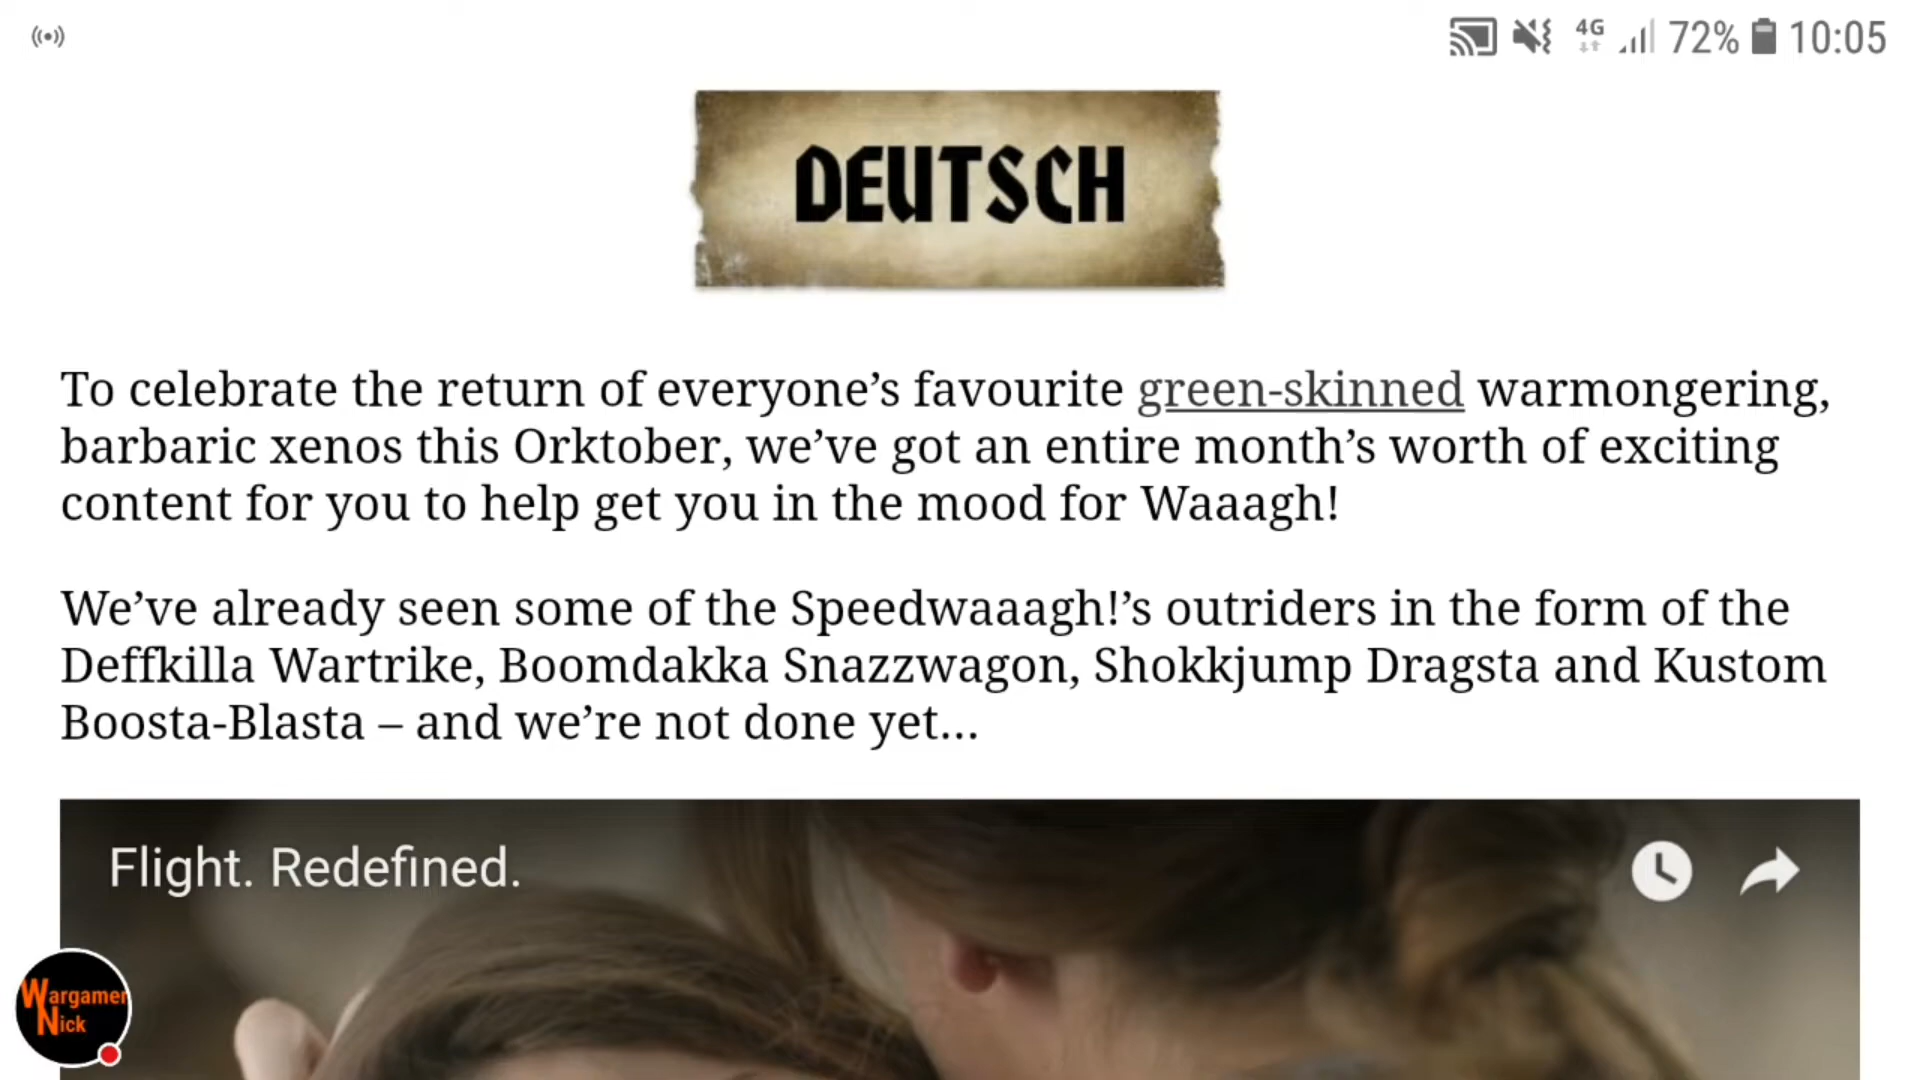 4G 72% 10:05
DEUTSCH
To celebrate the return of everyone’s favourite green-skinned warmongering,
barbaric xenos this Orktober, we’ve got an entire month’s worth of exciting
content for you to help get you in the mood for Waaagh!
We’ve already seen some of the Speedwaaagh!’s outriders in the form of the
Deffkilla Wartrike, Boomdakka Snazzwagon, Shokkjump Dragsta and Kustom
Boosta-Blasta – and we’re not done yet…
Flight. Redefined.
Wargamer
Nick